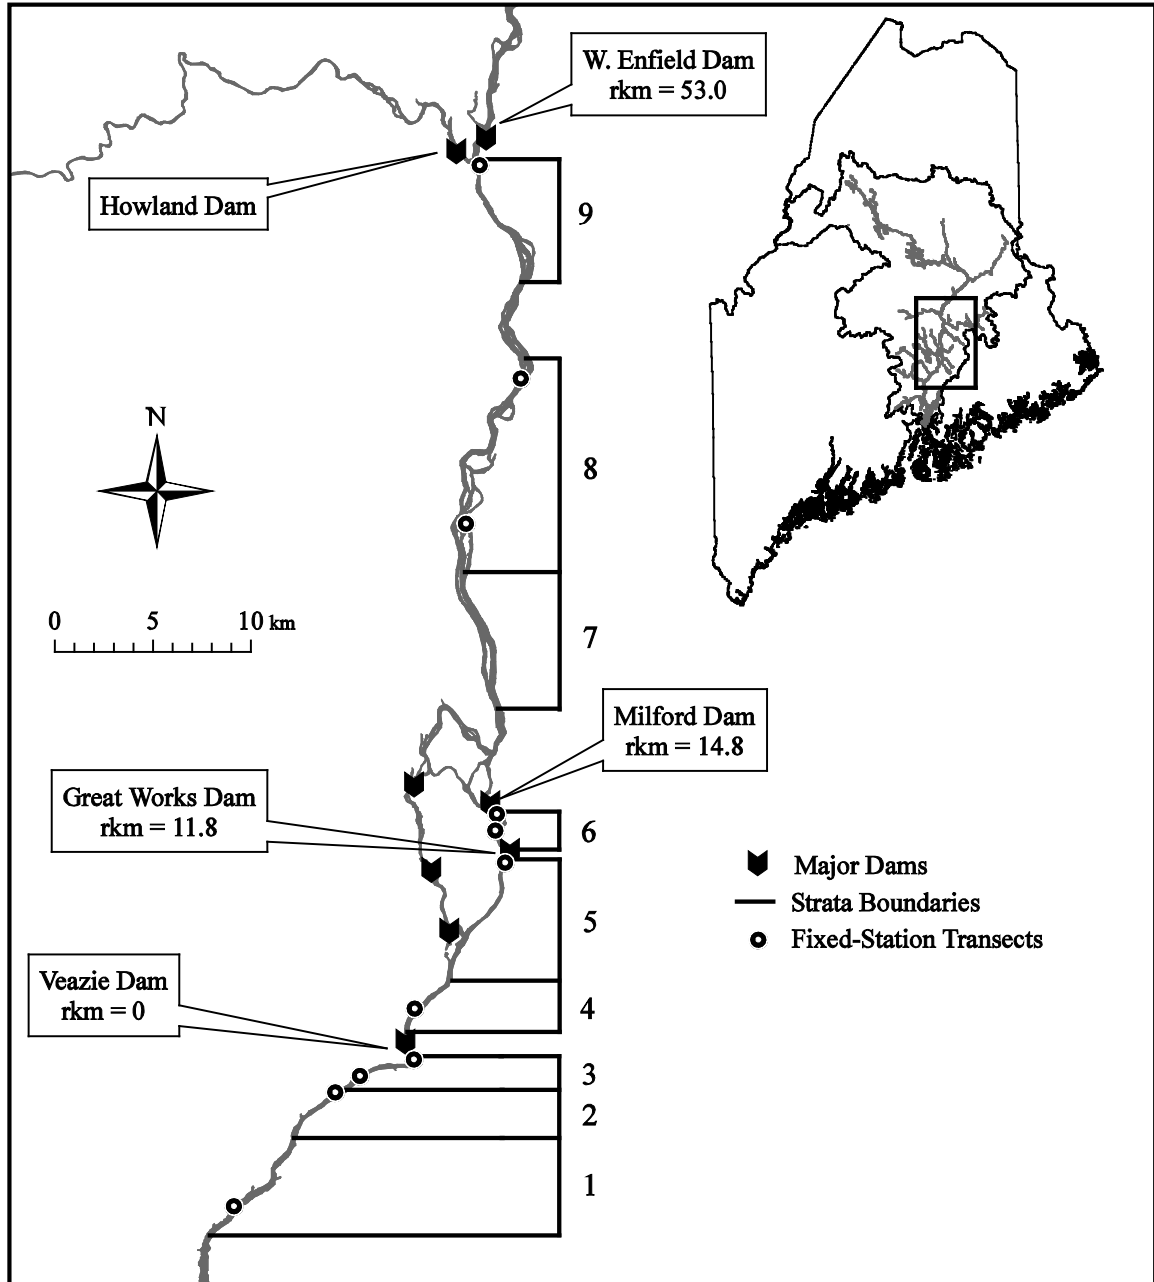 W. Enfield Dam
rkm = 53.0
Howland Dam
9
N
8
0 5 10 km
7
Milford Dam
rkm = 14.8
Great Works Dam
rkm = 11.8
6
Major Dams
Strata Boundaries
Fixed-Station Transects
5
Veazie Dam
rkm = 0
4
3
2
1